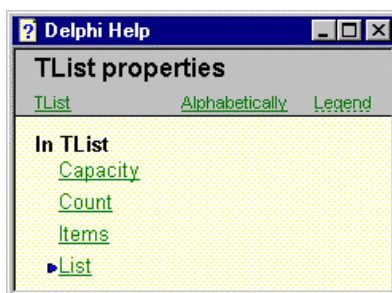 Delphi Help
TList properties
TList Alphabetically Legend
In TList
Capacity
Count
Items
List